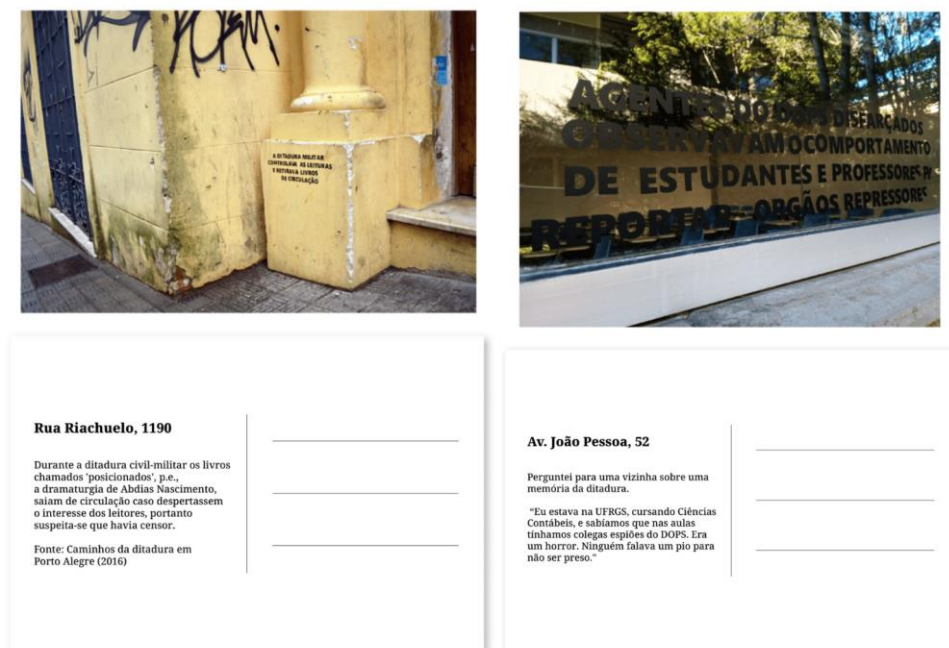 A DITADURA MILITAR
CONTROLAVA AS LEITURAS
E RETIRAVA LIVROS
DE CIRCULAÇÃO
AGENTES DO DOPS DISFARÇADOS
OBSERVAVAM O COMPORTAMENTO
DE ESTUDANTES E PROFESSORES
REPORTAR ORGÃOS REPRESSORES
Rua Riachuelo, 1190
Durante a ditadura civil-militar os livros
chamados 'posicionados', p.e.,
a dramaturgia de Abdias Nascimento,
saiam de circulação caso despertassem
o interesse dos leitores, portanto
suspeita-se que havia censor.
Fonte: Caminhos da ditadura em
Porto Alegre (2016)
Av. João Pessoa, 52
Perguntei para uma vizinha sobre uma
memória da ditadura.
“Eu estava na UFRGS, cursando Ciências
Contábeis, e sabíamos que nas aulas
tínhamos colegas espiões do DOPS. Era
um horror. Ninguém falava um pio para
não ser preso.”